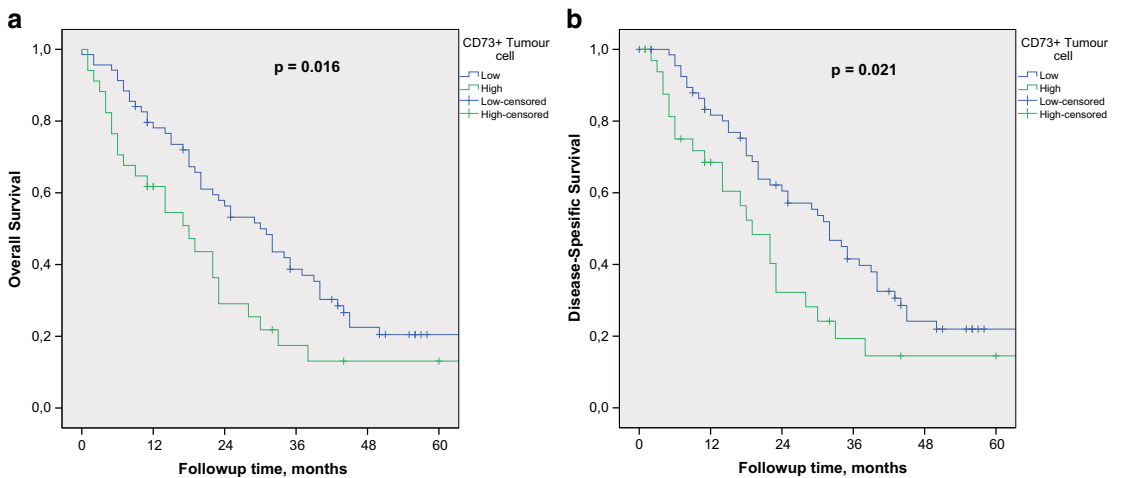 a
CD73+ Tumour
cell
Low
High
Low-censored
High-censored
p = 0.016
1,0
0,8
0,6
0,4
0,2
0,0
Overall Survival
0 12 24 36 48 60
Followup time, months
b
CD73+ Tumour
cell
Low
High
Low-censored
High-censored
p = 0.021
1,0
0,8
0,6
0,4
0,2
0,0
Disease-Spesific Survival
0 12 24 36 48 60
Followup time, months